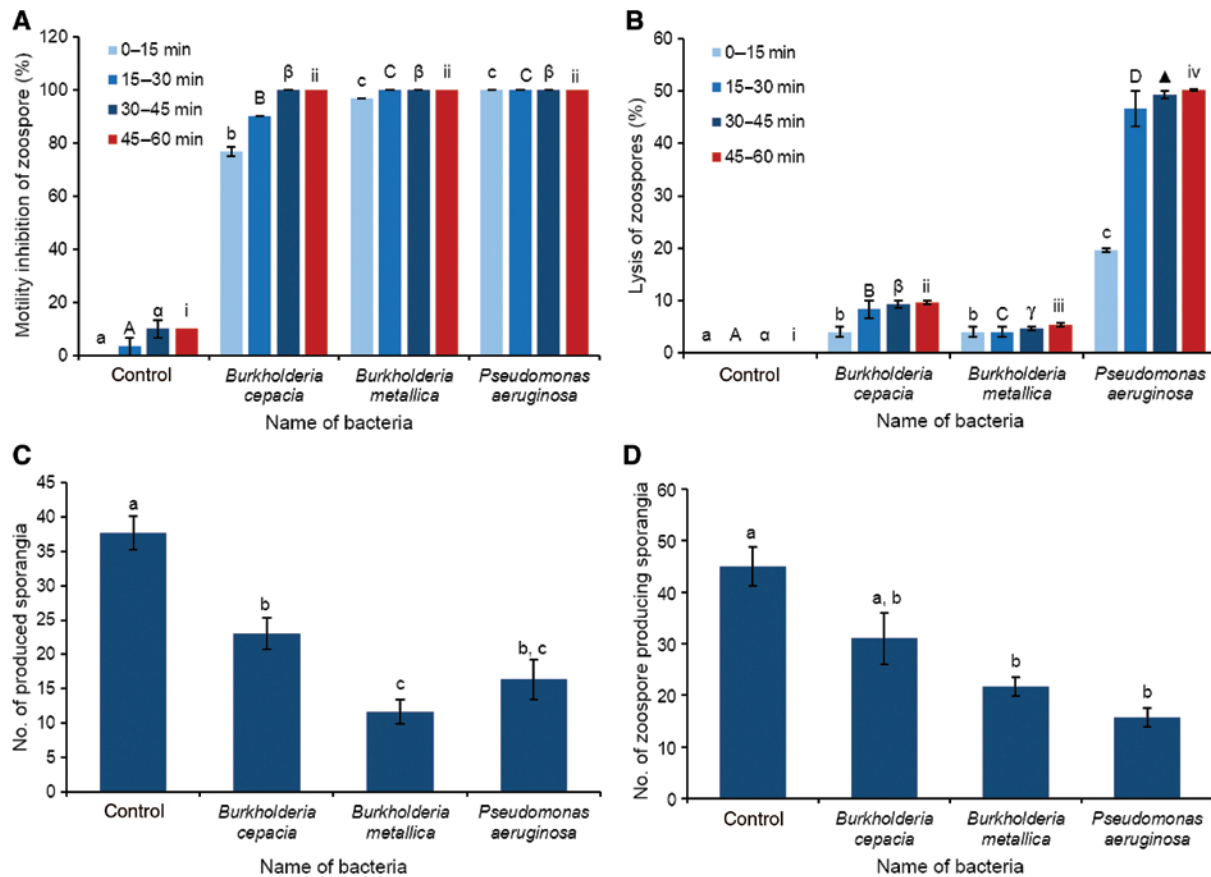 A
Motility inhibition of zoospore (%)
120
100
80
60
40
20
0
0–15 min
15–30 min
30–45 min
45–60 min
a A α i
b B β ii
c C β ii
c C β ii
Control
Burkholderia
cepacia
Burkholderia
metallica
Pseudomonas
aeruginosa
Name of bacteria
B
Lysis of zoospores (%)
60
50
40
30
20
10
0
0–15 min
15–30 min
30–45 min
45–60 min
a A α i
b B β ii
b C γ iii
c D ▲ iv
Control
Burkholderia
cepacia
Burkholderia
metallica
Pseudomonas
aeruginosa
Name of bacteria
C
No. of produced sporangia
45
40
35
30
25
20
15
10
5
0
a
b
c
b, c
Control
Burkholderia
cepacia
Burkholderia
metallica
Pseudomonas
aeruginosa
Name of bacteria
D
No. of zoospore producing sporangia
60
50
40
30
20
10
0
a
a, b
b
b
Control
Burkholderia
cepacia
Burkholderia
metallica
Pseudomonas
aeruginosa
Name of bacteria